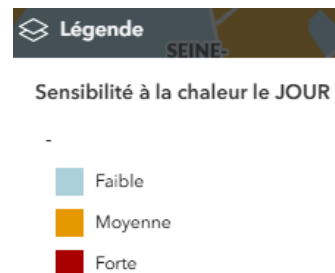 Légende
SEINE-
Sensibilité à la chaleur le JOUR
-
Faible
Moyenne
Forte